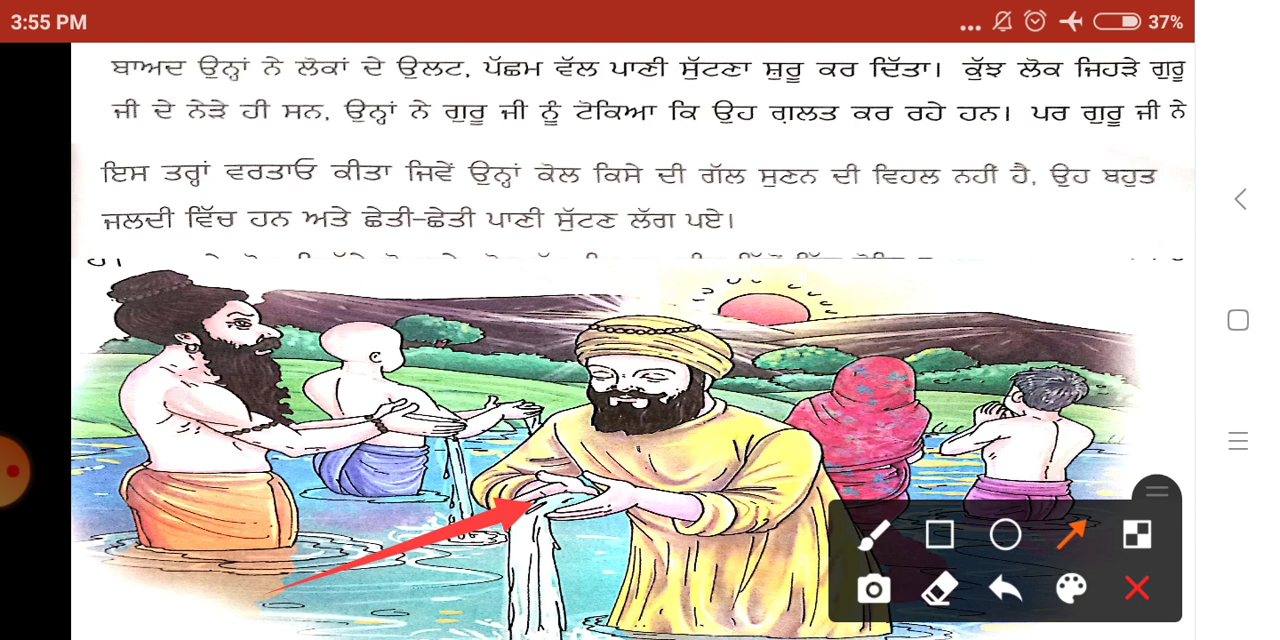 3:55 PM
37%
ਬਾਅਦ ਉਨ੍ਹਾਂ ਨੇ ਲੋਕਾਂ ਦੇ ਉਲਟ, ਪੱਛਮ ਵੱਲ ਪਾਣੀ ਸੁੱਟਣਾ ਸ਼ੁਰੂ ਕਰ ਦਿੱਤਾ। ਕੁੱਝ ਲੋਕ ਜਿਹੜੇ ਗੁਰੂ
ਜੀ ਦੇ ਨੇੜੇ ਹੀ ਸਨ, ਉਨ੍ਹਾਂ ਨੇ ਗੁਰੂ ਜੀ ਨੂੰ ਟੋਕਿਆ ਕਿ ਉਹ ਗ਼ਲਤ ਕਰ ਰਹੇ ਹਨ। ਪਰ ਗੁਰੂ ਜੀ ਨੇ
ਇਸ ਤਰ੍ਹਾਂ ਵਰਤਾਓ ਕੀਤਾ ਜਿਵੇਂ ਉਨ੍ਹਾਂ ਕੋਲ ਕਿਸੇ ਦੀ ਗੱਲ ਸੁਣਨ ਦੀ ਵਿਹਲ ਨਹੀਂ ਹੈ, ਉਹ ਬਹੁਤ
ਜਲਦੀ ਵਿੱਚ ਹਨ ਅਤੇ ਛੇਤੀ-ਛੇਤੀ ਪਾਣੀ ਸੁੱਟਣ ਲੱਗ ਪਏ।